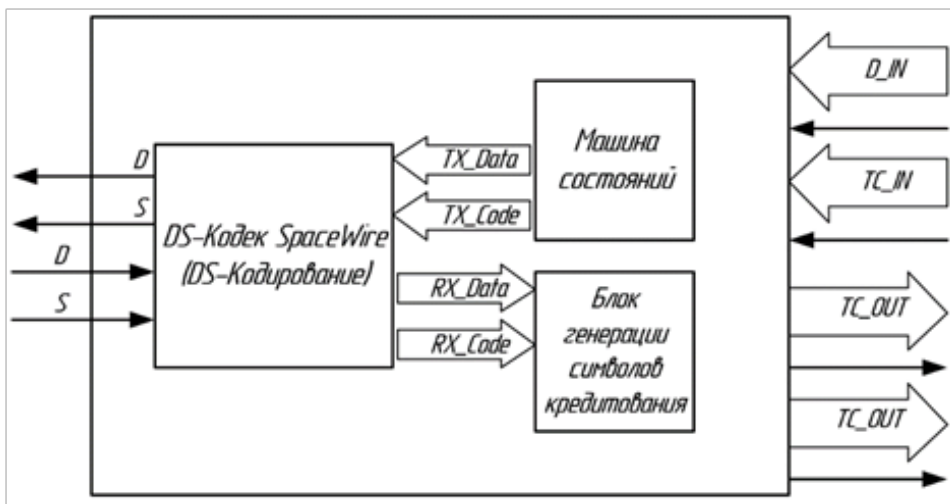 D_IN
Машина
состояний
D
TX_Data
TC_IN
S
TX_Code
DS-Кодек SpaceWire
(DS-Кодирование)
D
RX_Data
Блок
генерации
символов
кредитования
TC_OUT
S
RX_Code
TC_OUT